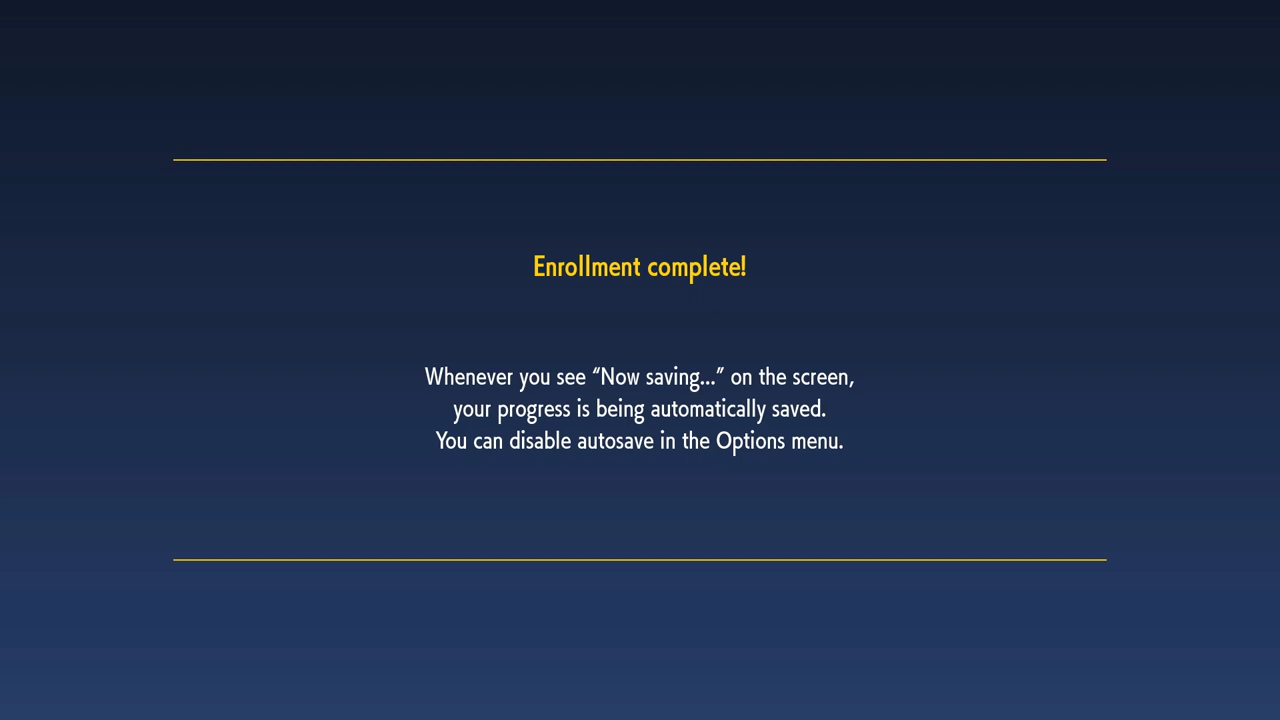 Enrollment complete!
Whenever you see “Now saving...” on the screen,
your progress is being automatically saved.
You can disable autosave in the Options menu.